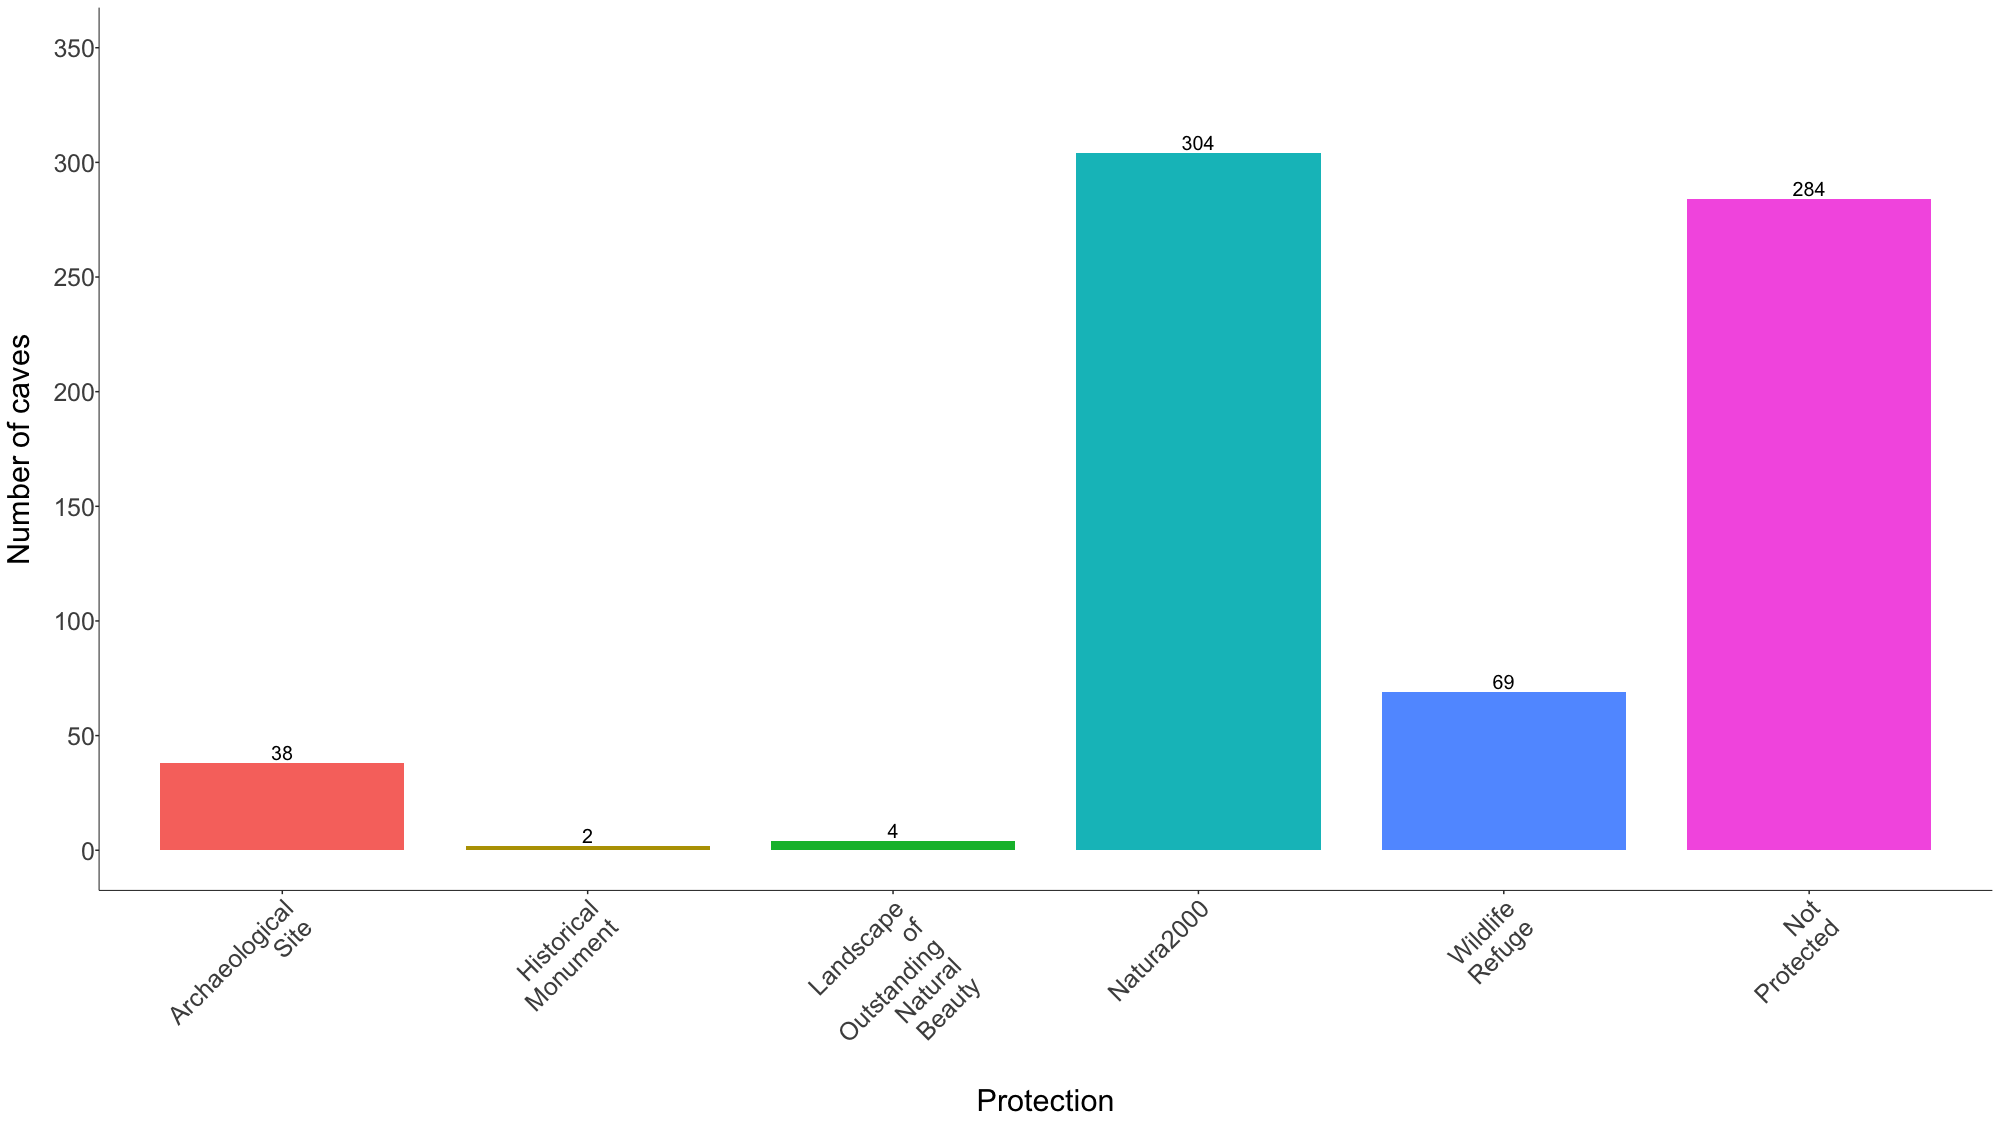 350
300
250
200
150
100
50
0
Number of caves
38
2
4
304
69
284
Archaeological
Site
Historical
Monument
Landscape
of
Outstanding
Natural
Beauty
Natura2000
Wildlife
Refuge
Not
Protected
Protection